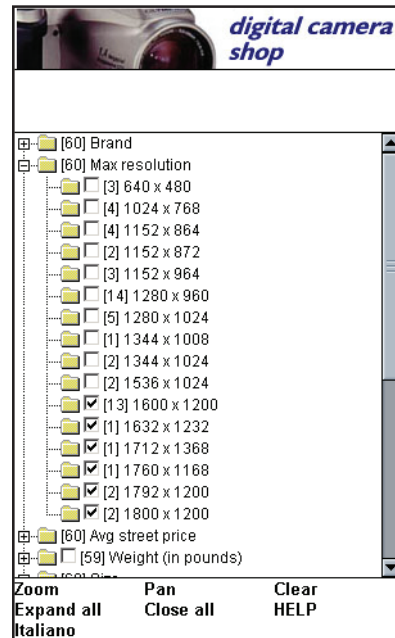 digital camera
shop
[60] Brand
[60] Max resolution
[3] 640 x 480
[4] 1024 x 768
[4] 1152 x 864
[2] 1152 x 872
[3] 1152 x 964
[14] 1280 x 960
[5] 1280 x 1024
[1] 1344 x 1008
[2] 1344 x 1024
[2] 1536 x 1024
[13] 1600 x 1200
[1] 1632 x 1232
[1] 1712 x 1368
[1] 1760 x 1168
[2] 1792 x 1200
[2] 1800 x 1200
[60] Avg street price
[59] Weight (in pounds)
Zoom Pan Clear
Expand all Close all HELP
Italiano